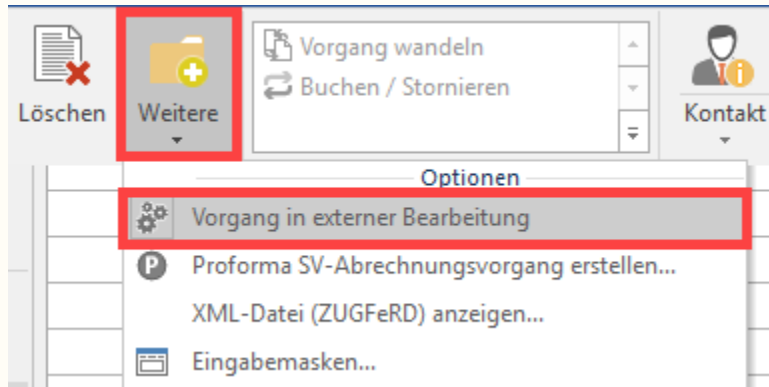 Löschen
Weitere
Vorgang wandeln
Buchen / Stornieren
Kontakt
Optionen
Vorgang in externer Bearbeitung
Proforma SV-Abrechnungsvorgang erstellen...
XML-Datei (ZUGFeRD) anzeigen...
Eingabemasken...